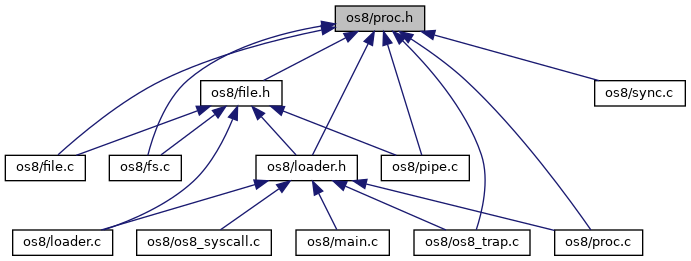 os8/proc.h
os8/file.h
os8/sync.c
os8/file.c
os8/fs.c
os8/loader.h
os8/pipe.c
os8/loader.c
os8/os8_syscall.c
os8/main.c
os8/os8_trap.c
os8/proc.c